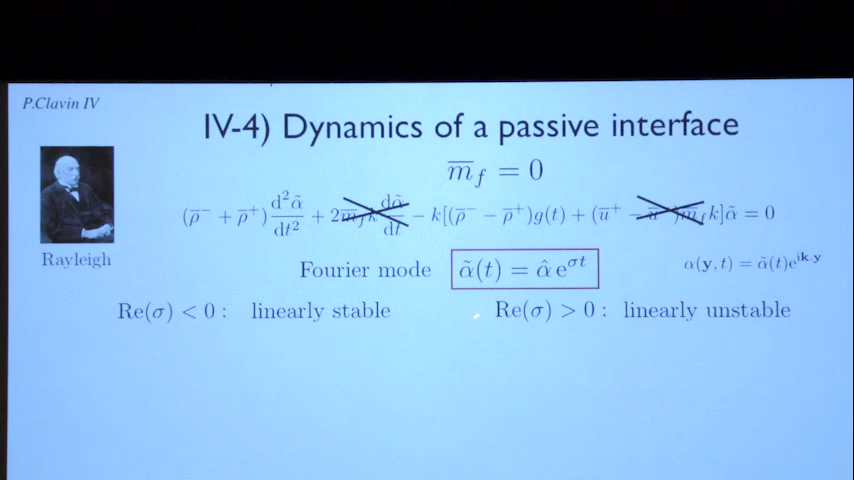 P.Clavin IV
IV-4) Dynamics of a passive interface
m̅_f = 0
(ρ̅⁻ + ρ̅⁺) d²α̃/dt² + 2m̅_f k dα̃/dt − k[(ρ̅⁻ − ρ̅⁺)g(t) + (u̅⁺ − u̅⁻)m̅_f k]α̃ = 0
Rayleigh
Fourier mode α̃(t) = α̂ e^{σt} α(y, t) = α̃(t)e^{ik.y}
Re(σ) < 0 : linearly stable Re(σ) > 0 : linearly unstable